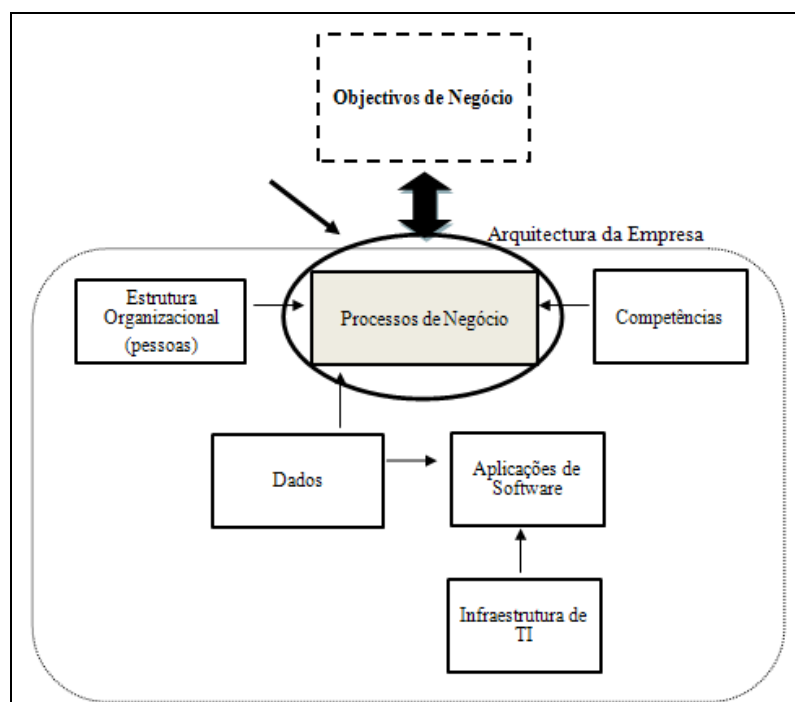 Objectivos de Negócio
Arquitectura da Empresa
Estrutura
Organizacional
(pessoas)
Processos de Negócio
Competências
Dados
Aplicações de
Software
Infraestrutura de
TI